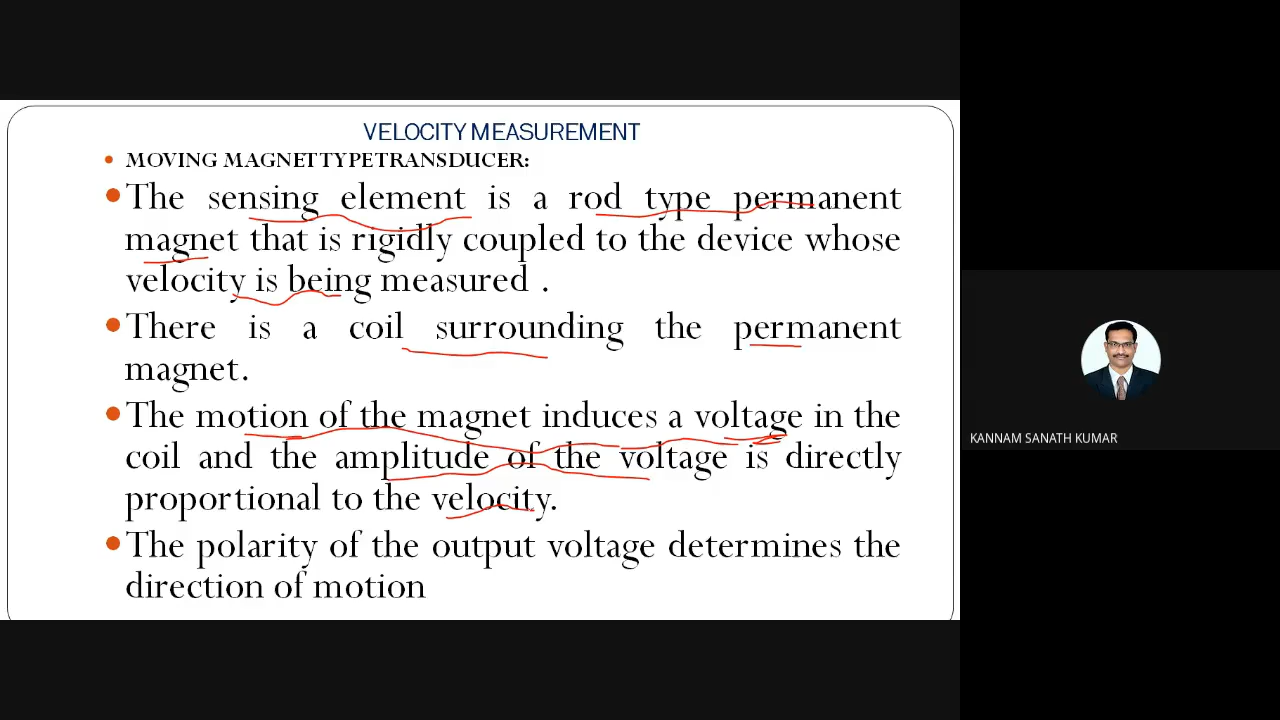 VELOCITY MEASUREMENT
• MOVING MAGNET TYPE TRANSDUCER:
• The sensing element is a rod type permanent
magnet that is rigidly coupled to the device whose
velocity is being measured .
• There is a coil surrounding the permanent
magnet.
• The motion of the magnet induces a voltage in the
coil and the amplitude of the voltage is directly
proportional to the velocity.
• The polarity of the output voltage determines the
direction of motion
KANNAM SANATH KUMAR